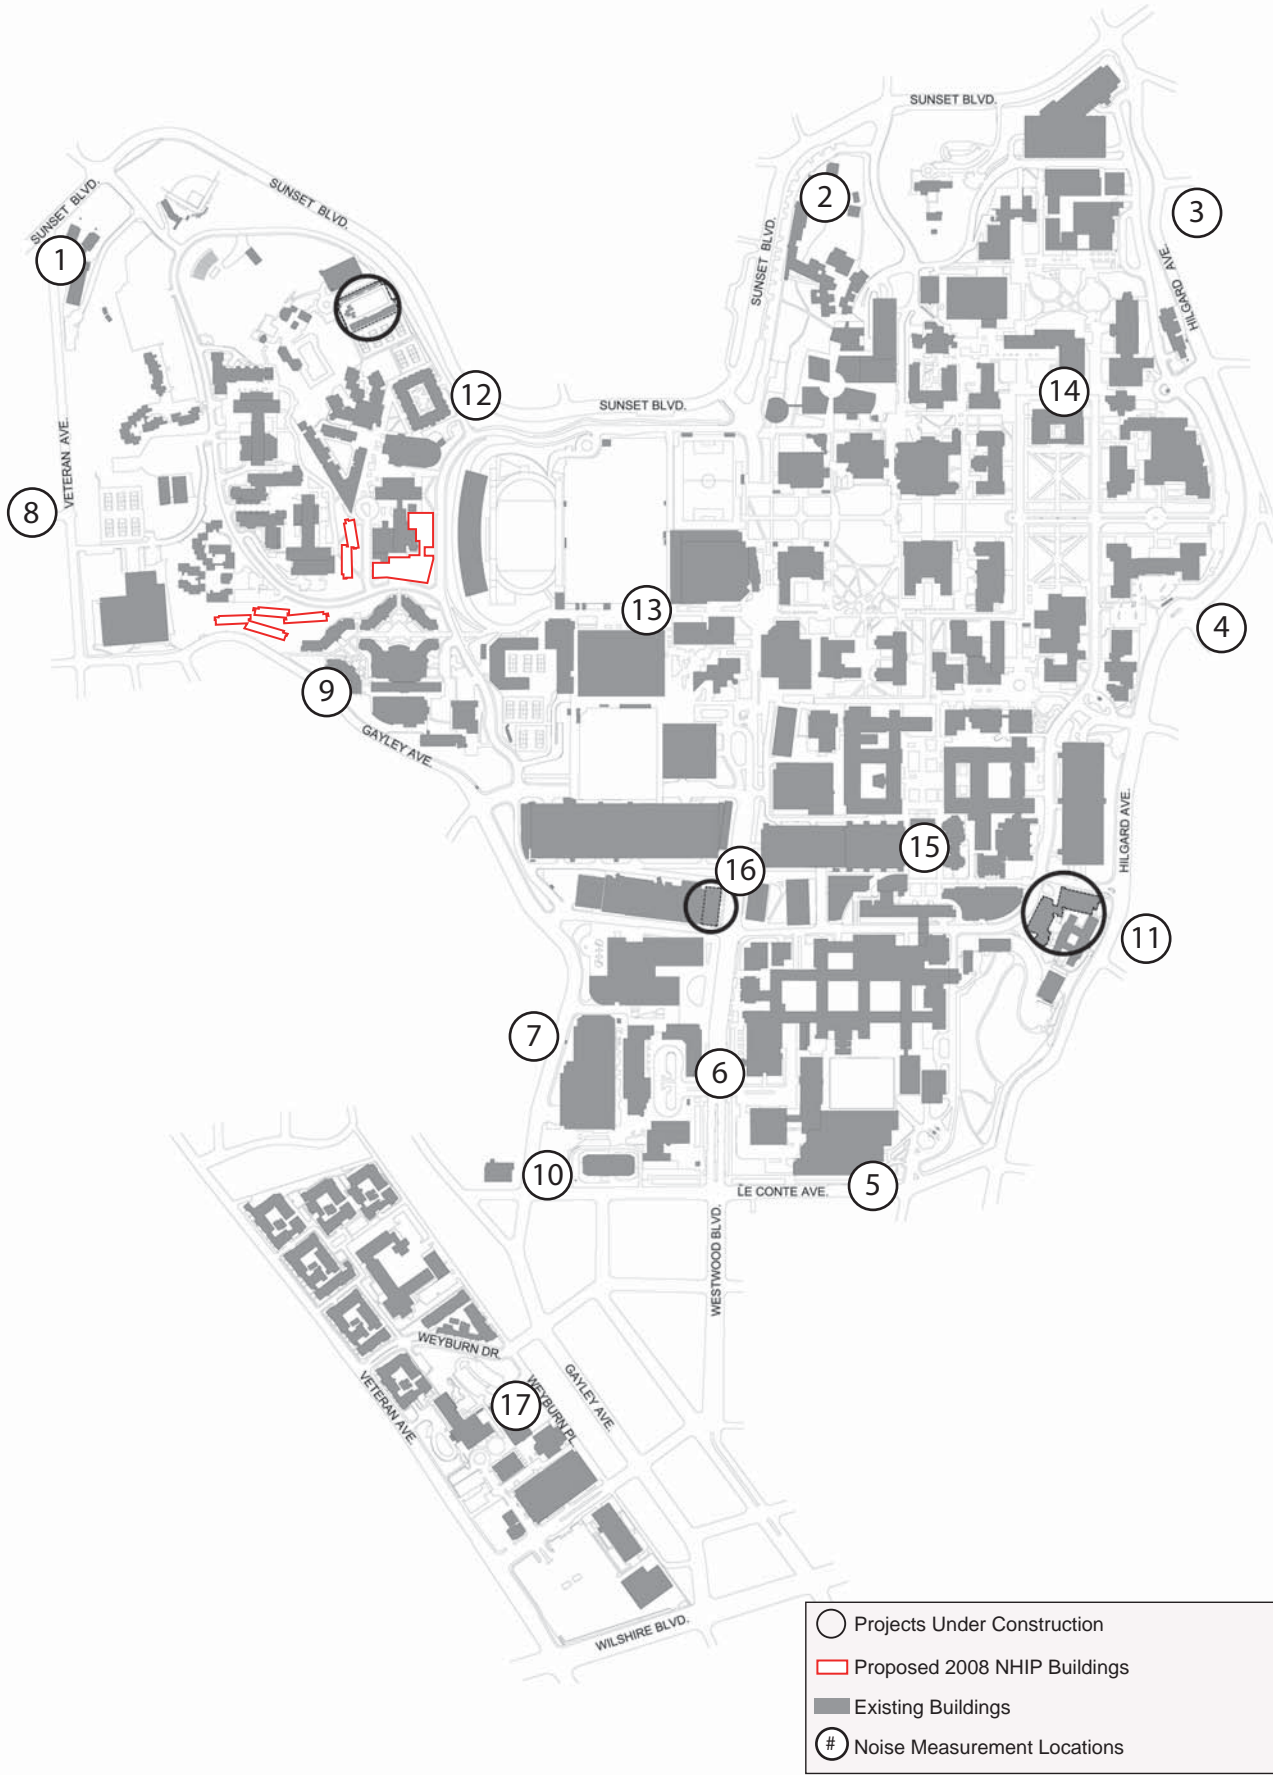 SUNSET BLVD.
SUNSET BLVD.
SUNSET BLVD.
2
3
SUNSET BLVD.
1
HILGARD AVE.
12
14
SUNSET BLVD.
VETERAN AVE.
8
13
4
9
GAYLEY AVE.
HILGARD AVE.
15
16
11
7
6
10
5
LE CONTE AVE.
WESTWOOD BLVD.
WEYBURN DR.
GAYLEY AVE.
VETERAN AVE.
WEYBURN PL.
17
WILSHIRE BLVD.
Projects Under Construction
Proposed 2008 NHIP Buildings
Existing Buildings
# Noise Measurement Locations